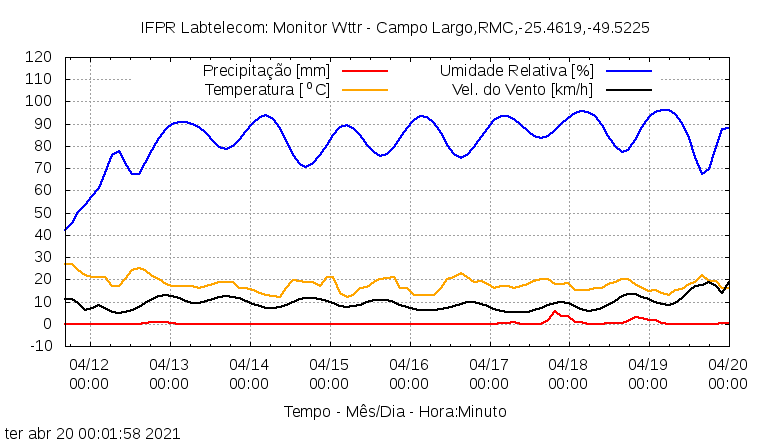 IFPR Labtelecom: Monitor Wttr - Campo Largo,RMC,-25.4619,-49.5225
120
110
100
90
80
70
60
50
40
30
20
10
0
-10
Precipitação [mm]
Temperatura [⁰C]
Umidade Relativa [%]
Vel. do Vento [km/h]
04/12 04/13 04/14 04/15 04/16 04/17 04/18 04/19 04/20
00:00 00:00 00:00 00:00 00:00 00:00 00:00 00:00 00:00
Tempo - Mês/Dia - Hora:Minuto
ter abr 20 00:01:58 2021